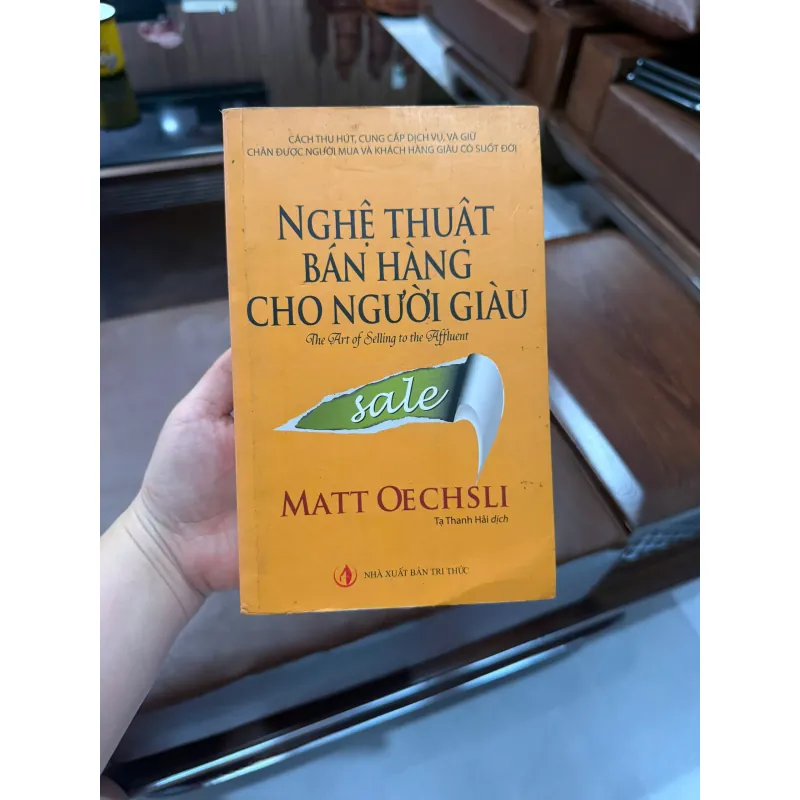 CÁCH THU HÚT, CUNG CẤP DỊCH VỤ, VÀ GIỮ
CHÂN ĐƯỢC NGƯỜI MUA VÀ KHÁCH HÀNG GIÀU CÓ SUỐT ĐỜI
NGHỆ THUẬT
BÁN HÀNG
CHO NGƯỜI GIÀU
The Art of Selling to the Affluent
sale
MATT OECHSLI
Tạ Thanh Hải dịch
NHÀ XUẤT BẢN TRI THỨC